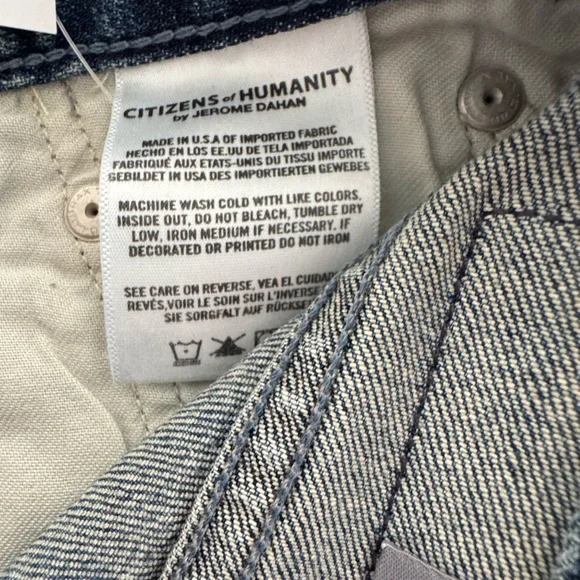 CITIZENS of HUMANITY
by JEROME DAHAN
MADE IN U.S.A OF IMPORTED FABRIC
HECHO EN LOS EE.UU DE TELA IMPORTADA
FABRIQUÉ AUX ETATS-UNIS DU TISSU IMPORTE
GEBILDET IN USA DES IMPORTIERTEN GEWEBES
MACHINE WASH COLD WITH LIKE COLORS,
INSIDE OUT, DO NOT BLEACH, TUMBLE DRY
LOW, IRON MEDIUM IF NECESSARY. IF
DECORATED OR PRINTED DO NOT IRON
SEE CARE ON REVERSE, VEA EL
REVÉS, VOIR LE SOIN SUR L'INVERSE
SIE SORGFALT AUF